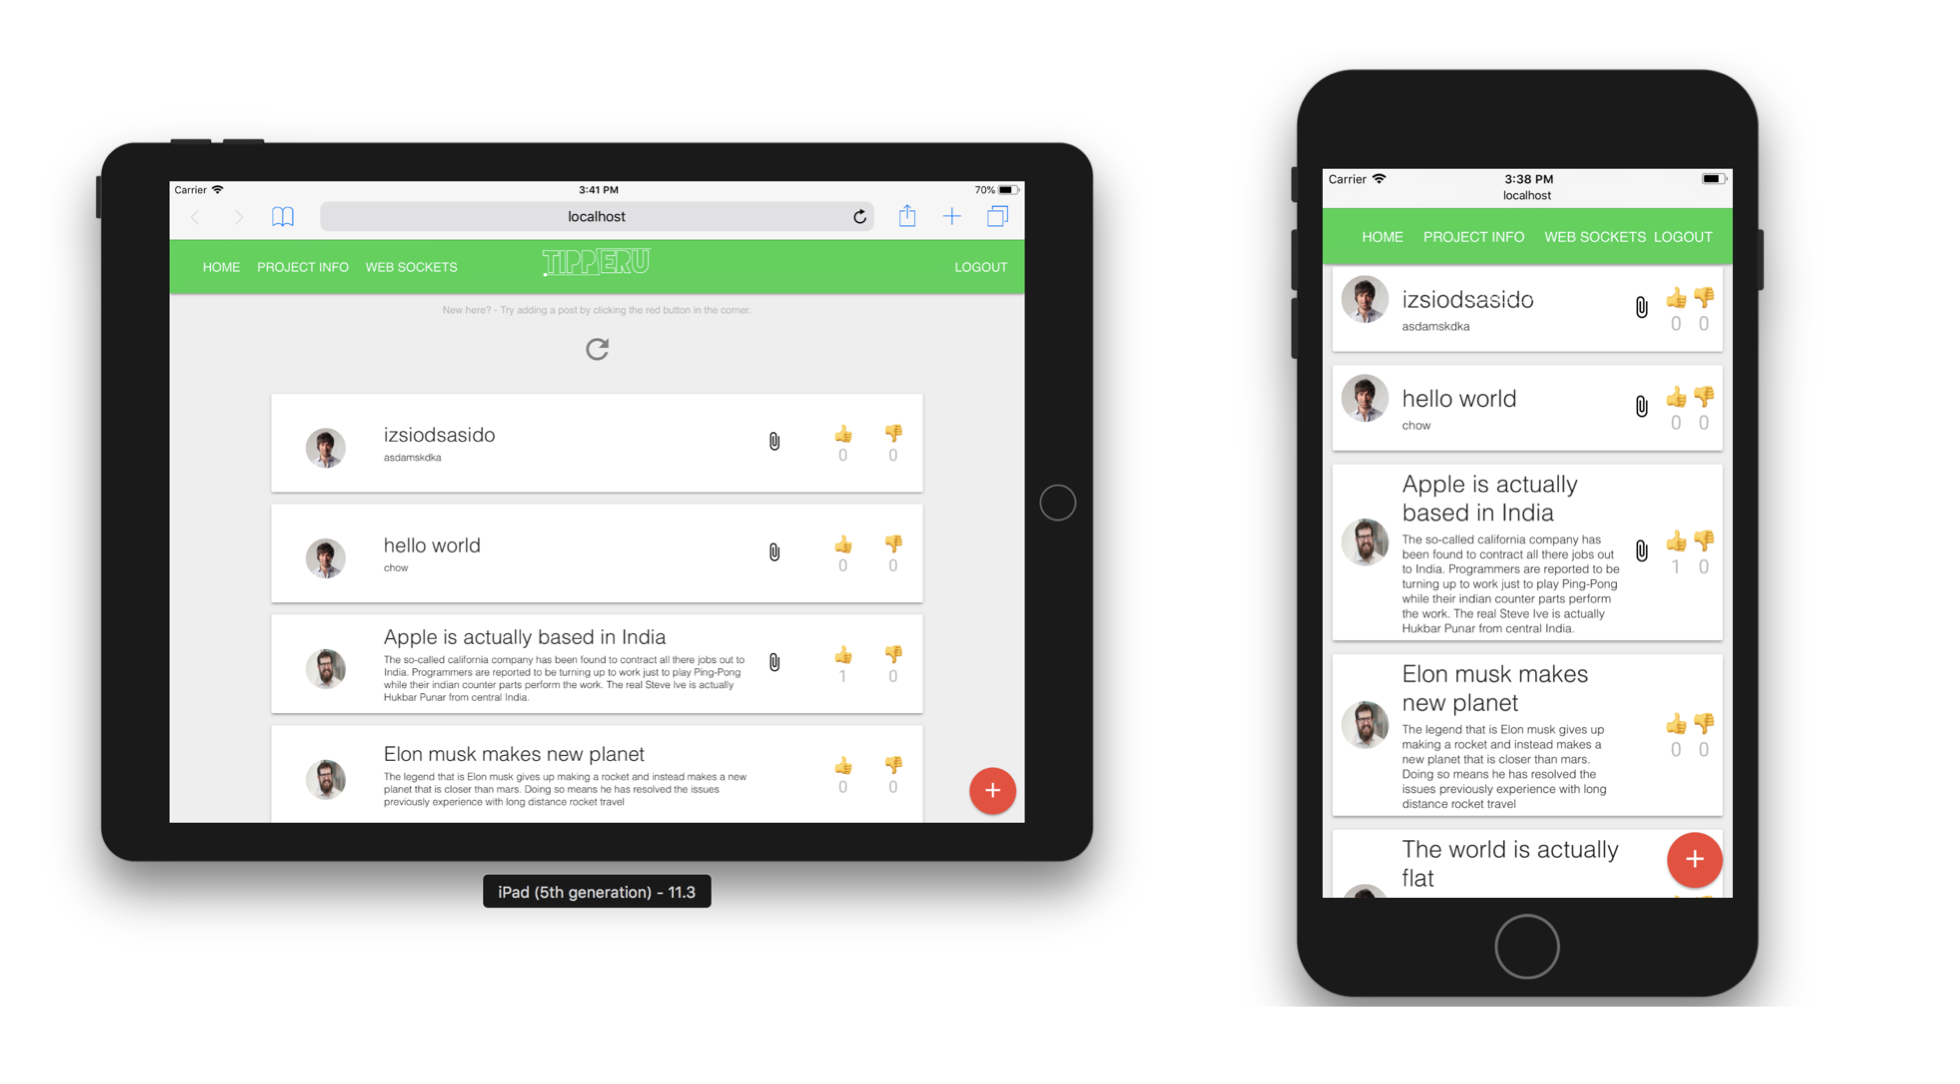 Carrier
3:41 PM
70%
localhost
HOME PROJECT INFO WEB SOCKETS
TIPPERU
LOGOUT
New here? - Try adding a post by clicking the red button in the corner.
izsiodsasido
asdamskdka
0 0
hello world
chow
0 0
Apple is actually based in India
The so-called california company has been found to contract all there jobs out to
India. Programmers are reported to be turning up to work just to play Ping-Pong
while their indian counter parts perform the work. The real Steve Ive is actually
Hukbar Punar from central India.
1 0
Elon musk makes new planet
The legend that is Elon musk gives up making a rocket and instead makes a new
planet that is closer than mars. Doing so means he has resolved the issues
previously experience with long distance rocket travel
0 0
+
iPad (5th generation) - 11.3
Carrier
3:38 PM
localhost
HOME PROJECT INFO WEB SOCKETS LOGOUT
izsiodsasido
asdamskdka
0 0
hello world
chow
0 0
Apple is actually
based in India
The so-called california company has
been found to contract all there jobs out
to India. Programmers are reported to be
turning up to work just to play Ping-Pong
while their indian counter parts perform
the work. The real Steve Ive is actually
Hukbar Punar from central India.
1 0
Elon musk makes
new planet
The legend that is Elon musk gives up
making a rocket and instead makes a
new planet that is closer than mars.
Doing so means he has resolved the
issues previously experience with long
distance rocket travel
0 0
The world is actually
flat
+